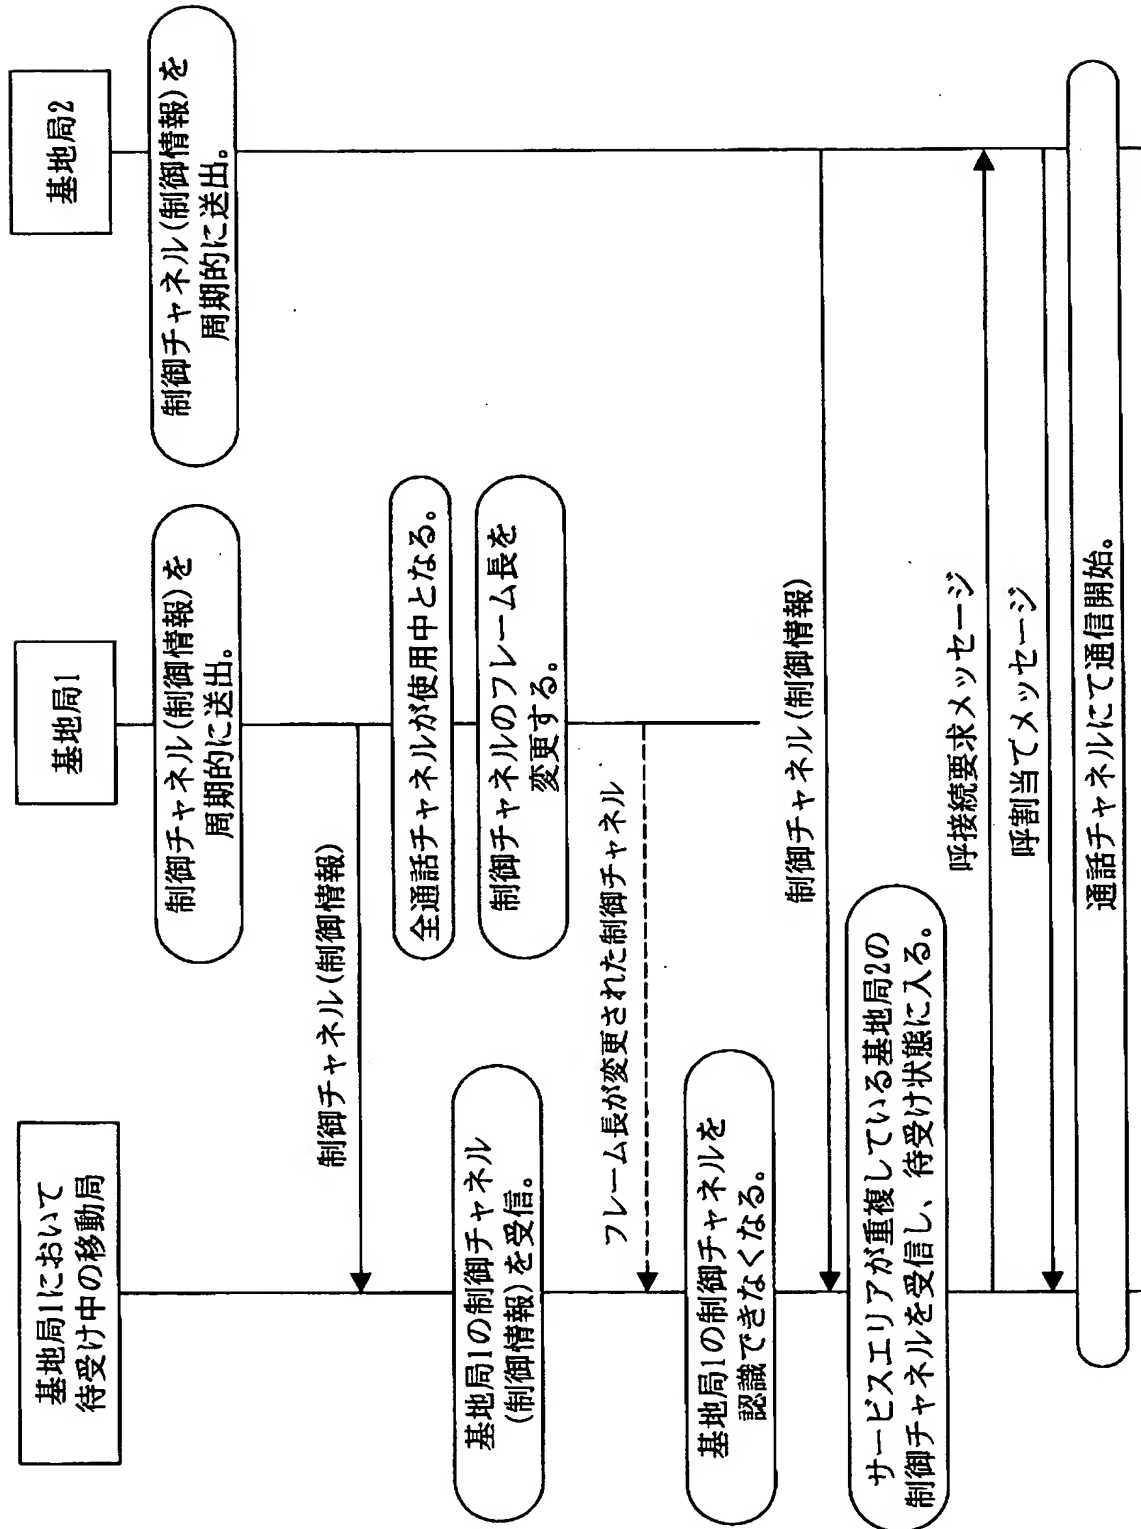 基地局1において
待受け中の移動局
基地局1
基地局2
制御チャネル(制御情報)を
周期的に送出。
制御チャネル(制御情報)を
周期的に送出。
制御チャネル(制御情報)
全通話チャネルが使用中となる。
基地局1の制御チャネル
(制御情報)を受信。
制御チャネルのフレーム長を
変更する。
フレーム長が変更された制御チャネル
基地局1の制御チャネルを
認識できなくなる。
制御チャネル(制御情報)
サービスエリアが重複している基地局2の
制御チャネルを受信し、待受け状態に入る。
呼接続要求メッセージ
呼割当てメッセージ
通話チャネルにて通信開始。